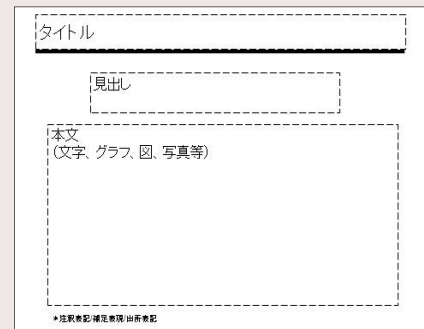 タイトル
見出し
本文
(文字、グラフ、図、写真等)
*注釈表記/補足表現/出所表記